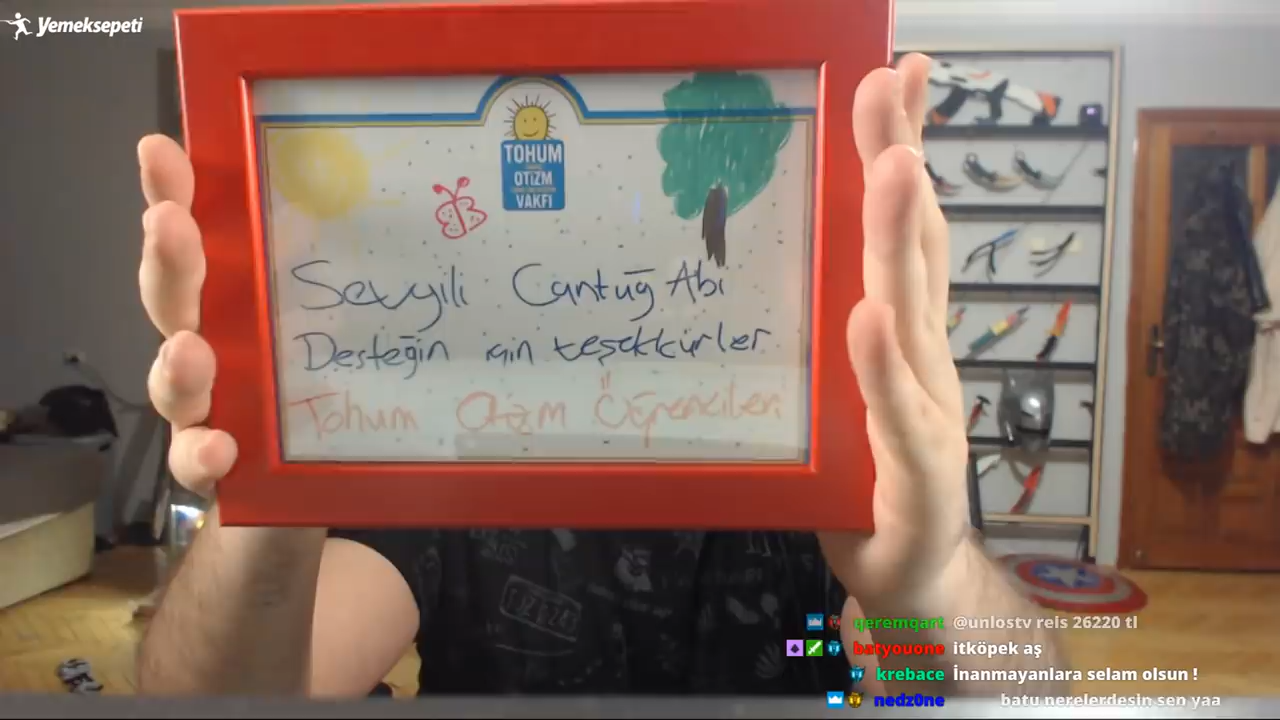 Yemeksepeti
TOHUM
OTİZM
VAKFI
Sevgili Cantuğ Abi
Desteğin için teşekkürler
Tohum Otizm Öğrencileri
qeremqart @unlostv reis 26220 tl
batyouone itköpek aş
krebace İnanmayanlara selam olsun !
nedz0ne batu nerelerdesin sen yaa